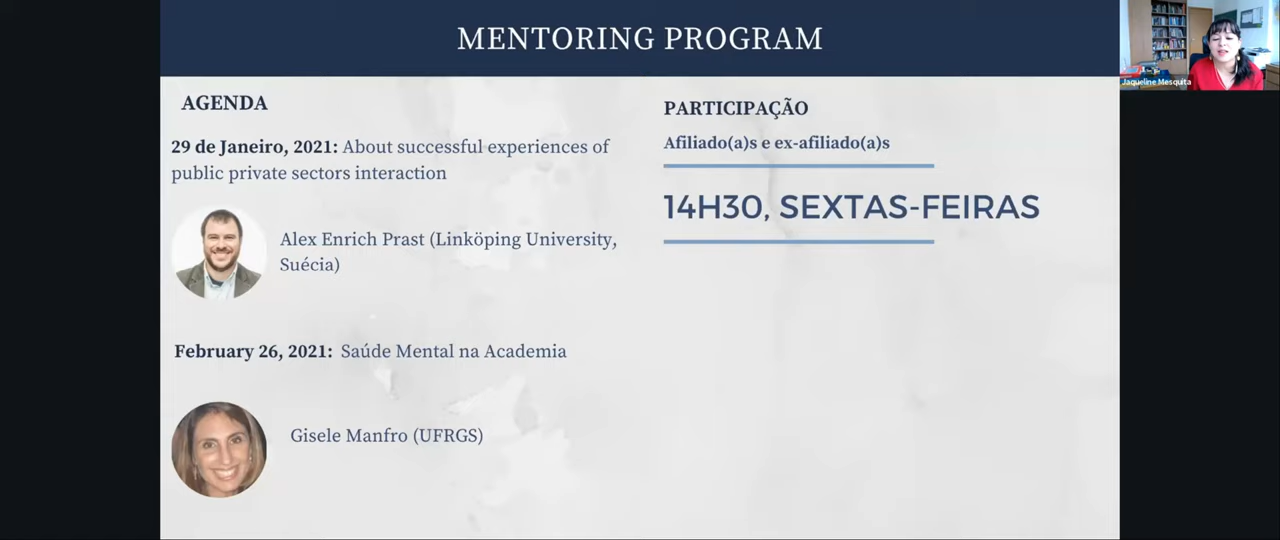 MENTORING PROGRAM
AGENDA
29 de Janeiro, 2021: About successful experiences of
public private sectors interaction
Alex Enrich Prast (Linköping University,
Suécia)
February 26, 2021: Saúde Mental na Academia
Gisele Manfro (UFRGS)
PARTICIPAÇÃO
Afiliado(a)s e ex-afiliado(a)s
14H30, SEXTAS-FEIRAS
Jaqueline Mesquita